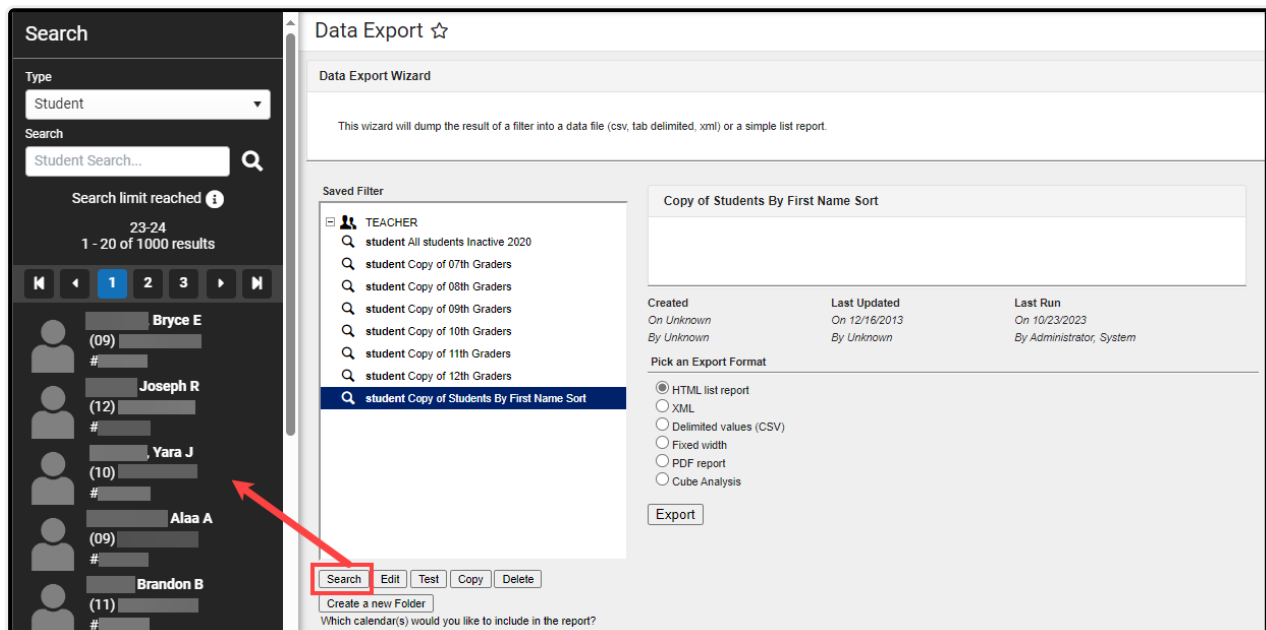 Search
Type
Student
Search
Student Search...
Search limit reached
23-24
1 - 20 of 1000 results
1 2 3
Bryce E
(09)
#
Joseph R
(12)
#
, Yara J
(10)
#
Alaa A
(09)
#
Brandon B
(11)
#
Data Export
Data Export Wizard
This wizard will dump the result of a filter into a data file (csv, tab delimited, xml) or a simple list report.
Saved Filter
TEACHER
student All students Inactive 2020
student Copy of 07th Graders
student Copy of 08th Graders
student Copy of 09th Graders
student Copy of 10th Graders
student Copy of 11th Graders
student Copy of 12th Graders
student Copy of Students By First Name Sort
Search Edit Test Copy Delete
Create a new Folder
Which calendar(s) would you like to include in the report?
Copy of Students By First Name Sort
Created Last Updated Last Run
On Unknown On 12/16/2013 On 10/23/2023
By Unknown By Unknown By Administrator, System
Pick an Export Format
HTML list report
XML
Delimited values (CSV)
Fixed width
PDF report
Cube Analysis
Export